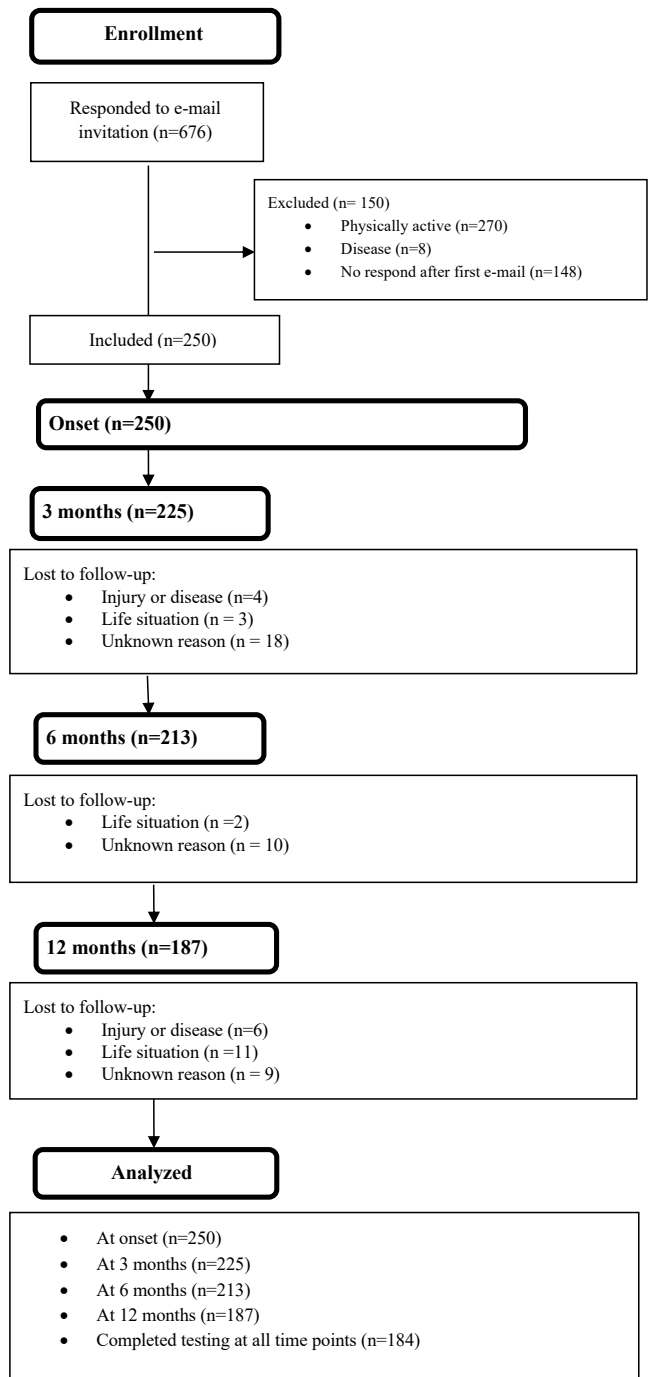 Enrollment
Responded to e-mail
invitation (n=676)
Excluded (n= 150)
• Physically active (n=270)
• Disease (n=8)
• No respond after first e-mail (n=148)
Included (n=250)
Onset (n=250)
3 months (n=225)
Lost to follow-up:
• Injury or disease (n=4)
• Life situation (n = 3)
• Unknown reason (n = 18)
6 months (n=213)
Lost to follow-up:
• Life situation (n =2)
• Unknown reason (n = 10)
12 months (n=187)
Lost to follow-up:
• Injury or disease (n=6)
• Life situation (n =11)
• Unknown reason (n = 9)
Analyzed
• At onset (n=250)
• At 3 months (n=225)
• At 6 months (n=213)
• At 12 months (n=187)
• Completed testing at all time points (n=184)